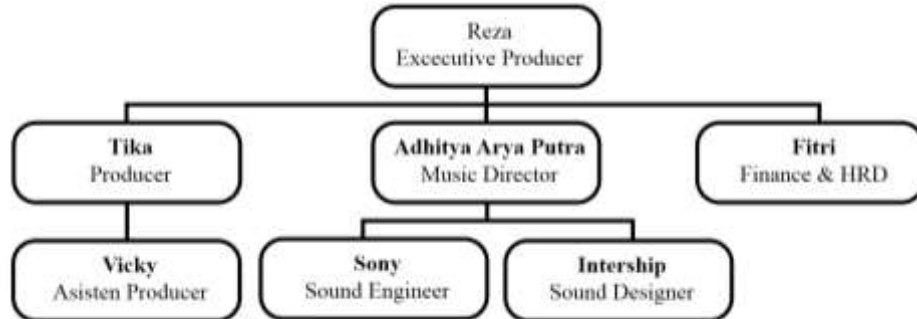 Reza
Excecutive Producer
Tika
Producer
Adhitya Arya Putra
Music Director
Fitri
Finance & HRD
Vicky
Asisten Producer
Sony
Sound Engineer
Intership
Sound Designer